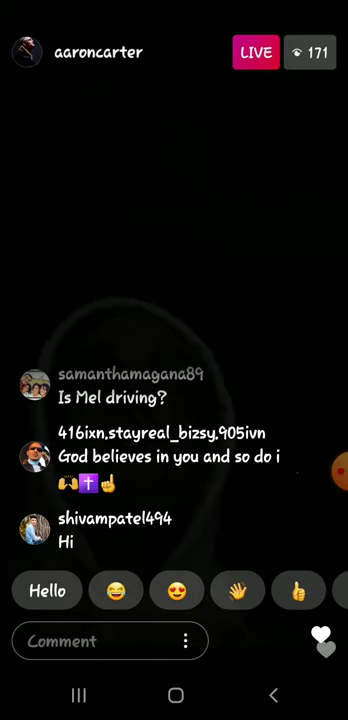 aaroncarter
LIVE
171
samanthamagana89
Is Mel driving?
416ixn.stayreal_bizsy.905ivn
God believes in you and so do i
🙌✝️☝️
shivampatel494
Hi
Hello
Comment